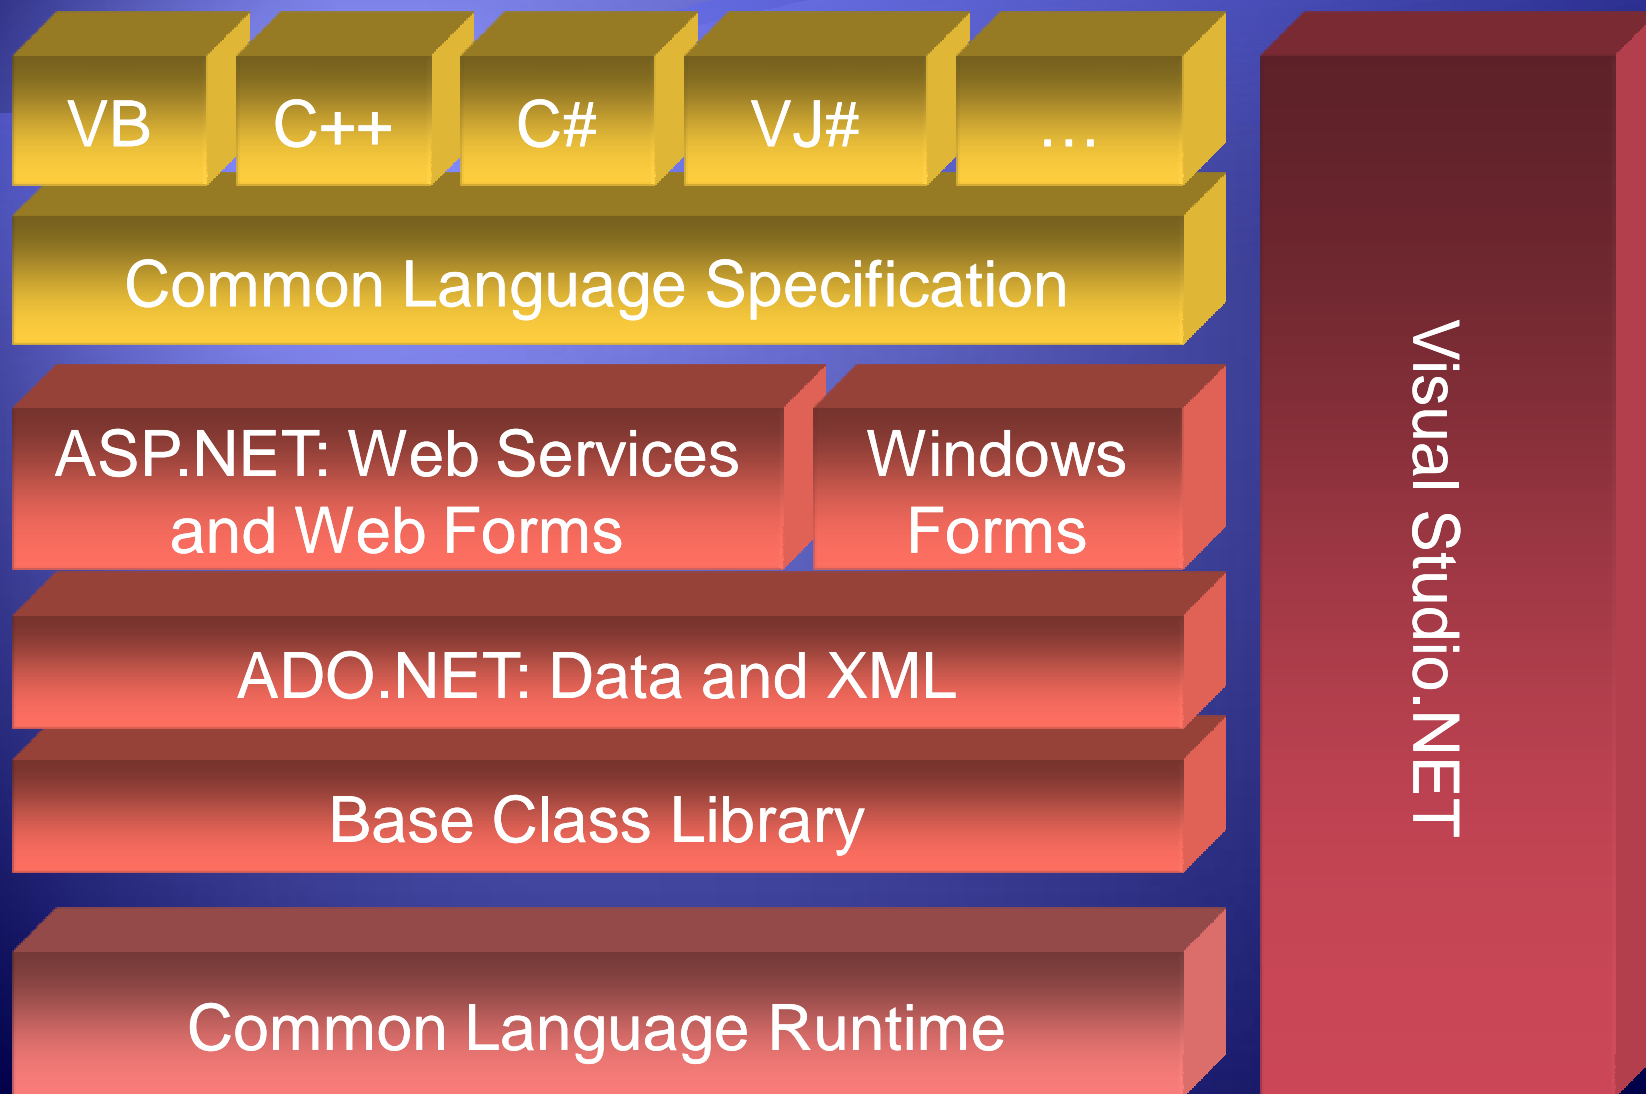 VB
C++
C#
VJ#
…
Common Language Specification
ASP.NET: Web Services
and Web Forms
Windows
Forms
ADO.NET: Data and XML
Base Class Library
Common Language Runtime
Visual Studio.NET